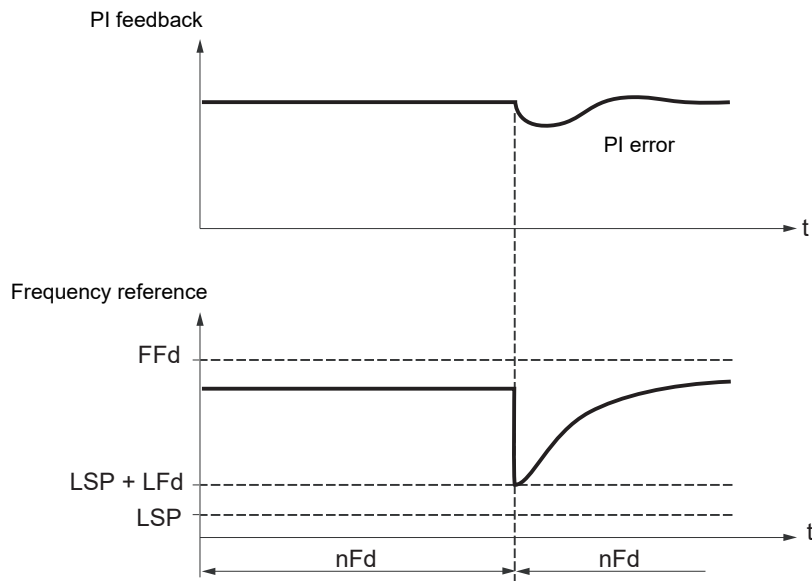 PI feedback
PI error
t
Frequency reference
FFd
LSP + LFd
LSP
t
nFd
nFd